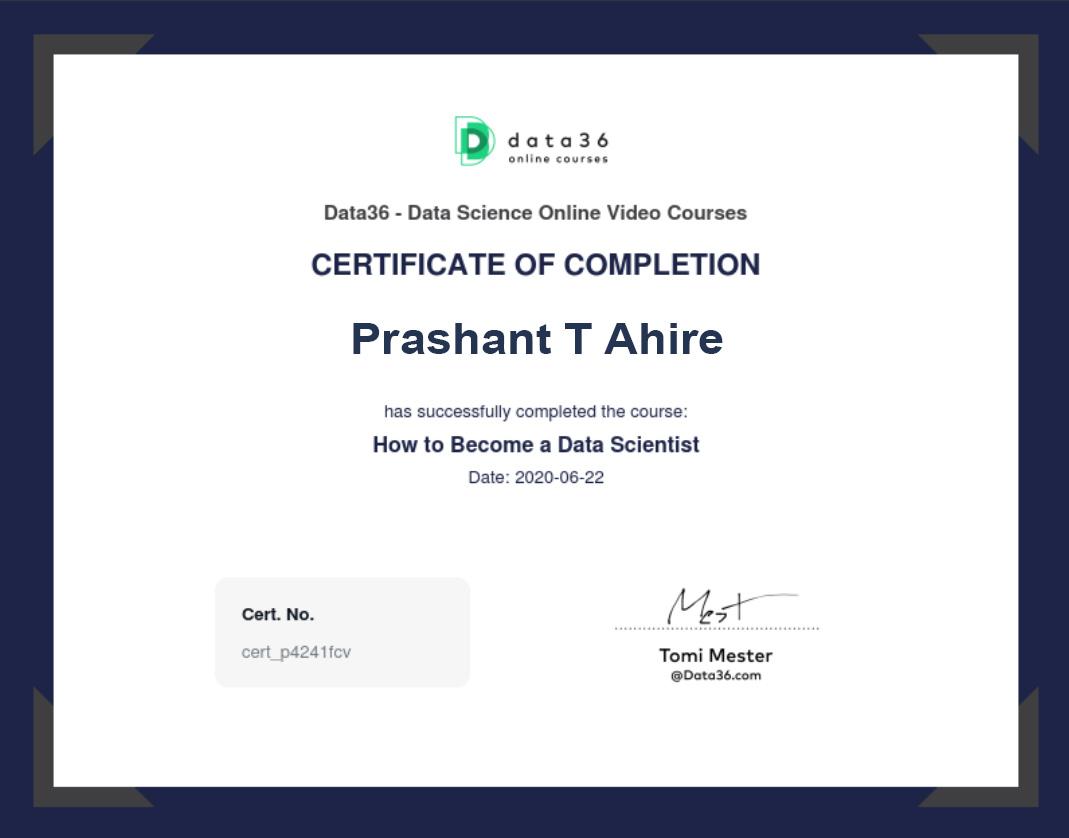 data36
online courses
Data36 - Data Science Online Video Courses
CERTIFICATE OF COMPLETION
Prashant T Ahire
has successfully completed the course:
How to Become a Data Scientist
Date: 2020-06-22
Cert. No.
cert_p4241fcv
Mest
Tomi Mester
@Data36.com